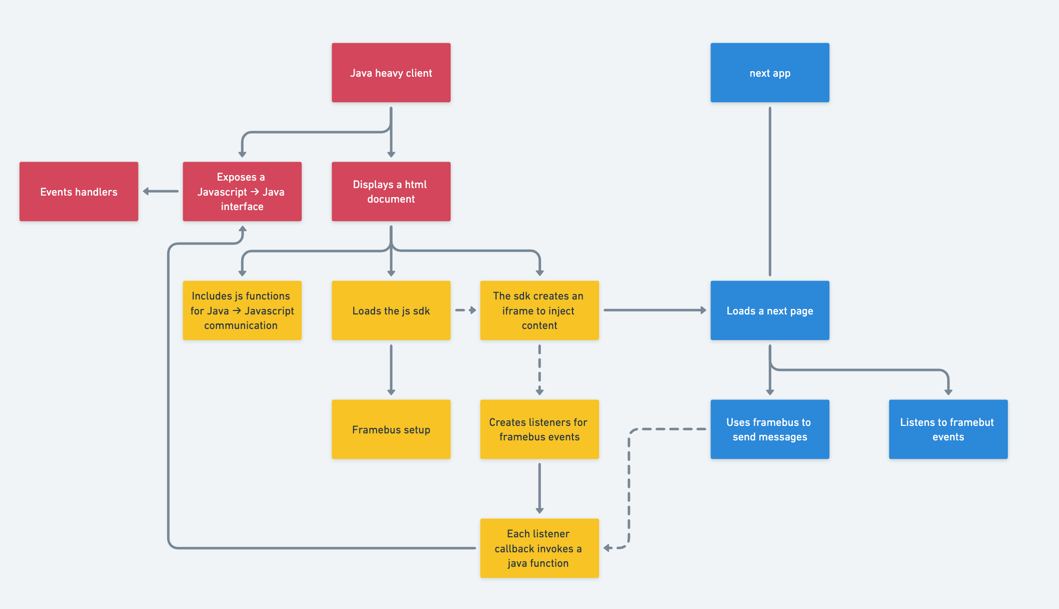 Java heavy client
next app
Events handlers
Exposes a
Javascript → Java
interface
Displays a html
document
Includes js functions
for Java → Javascript
communication
Loads the js sdk
The sdk creates an
iframe to inject
content
Loads a next page
Framebus setup
Creates listeners for
framebus events
Uses framebus to
send messages
Listens to framebut
events
Each listener
callback invokes a
java function